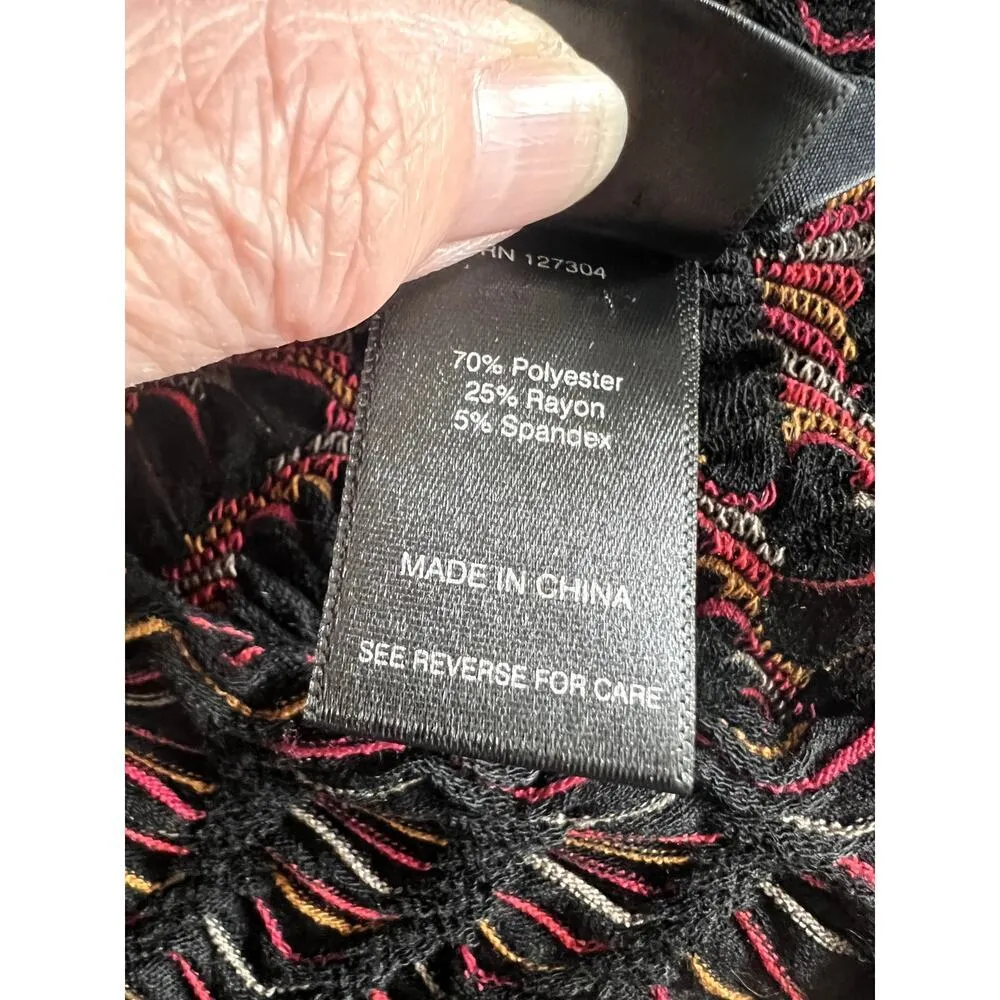 RN 127304
70% Polyester
25% Rayon
5% Spandex
MADE IN CHINA
SEE REVERSE FOR CARE